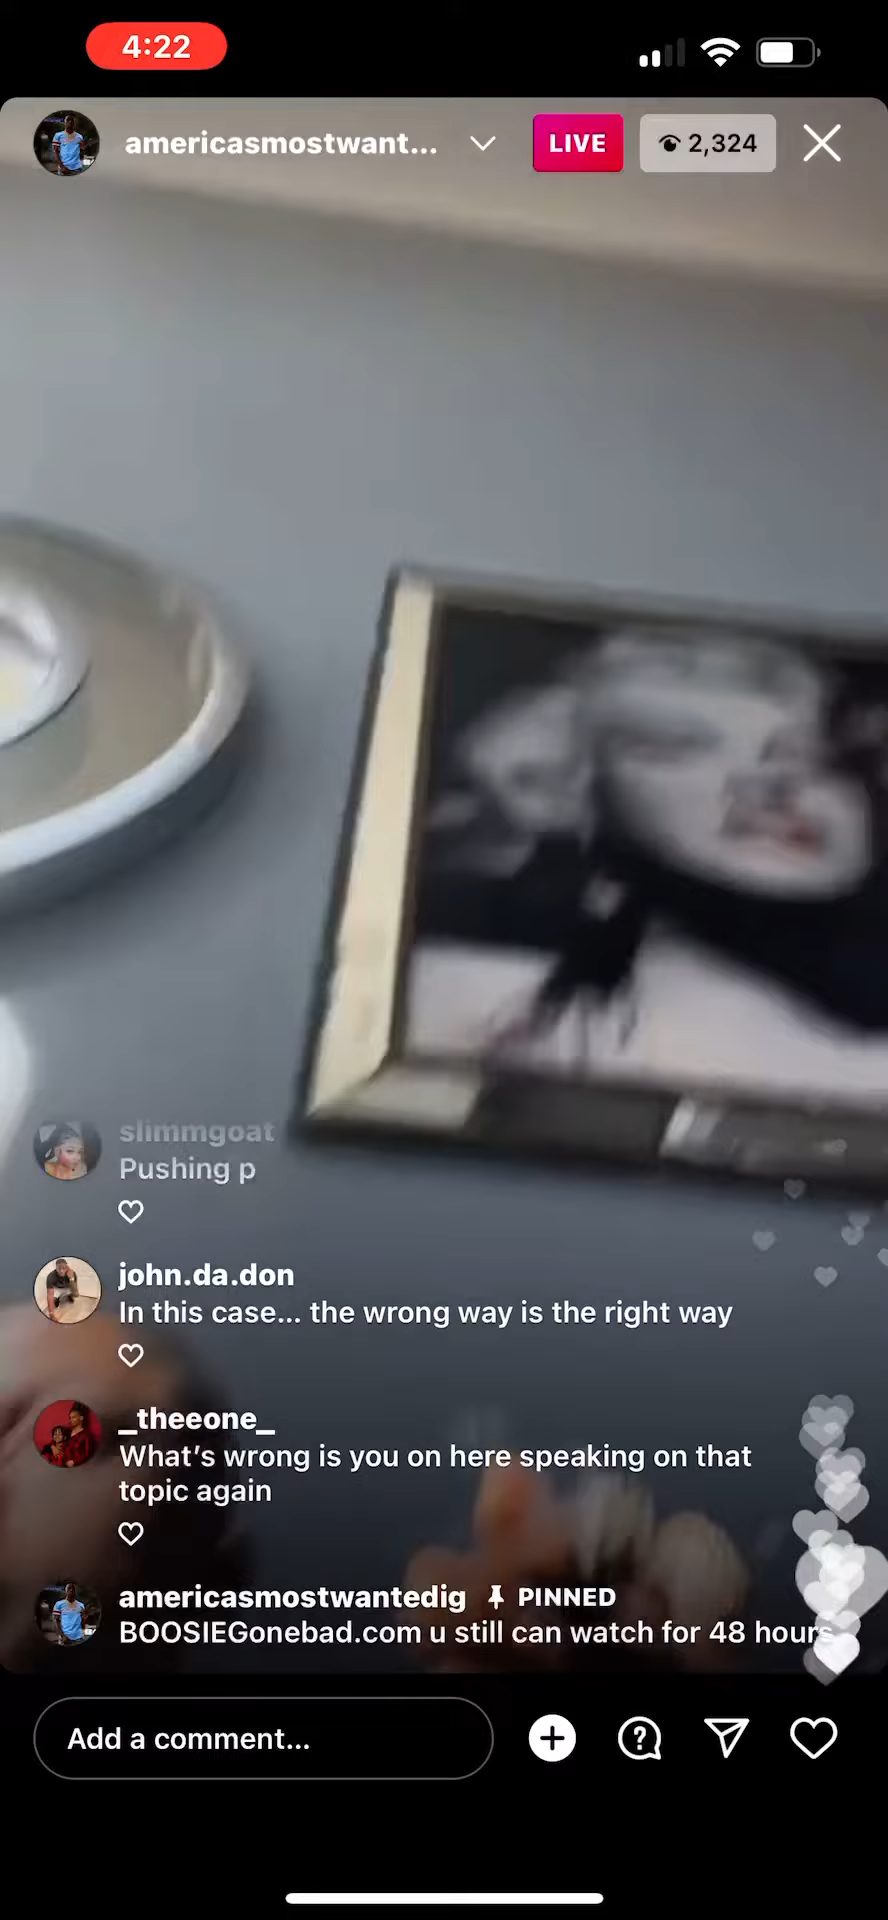 4:22
americasmostwant...
LIVE
2,324
slimmgoat
Pushing p
john.da.don
In this case... the wrong way is the right way
_theeone_
What's wrong is you on here speaking on that
topic again
americasmostwantedig PINNED
BOOSIEGonebad.com u still can watch for 48 hours
Add a comment...